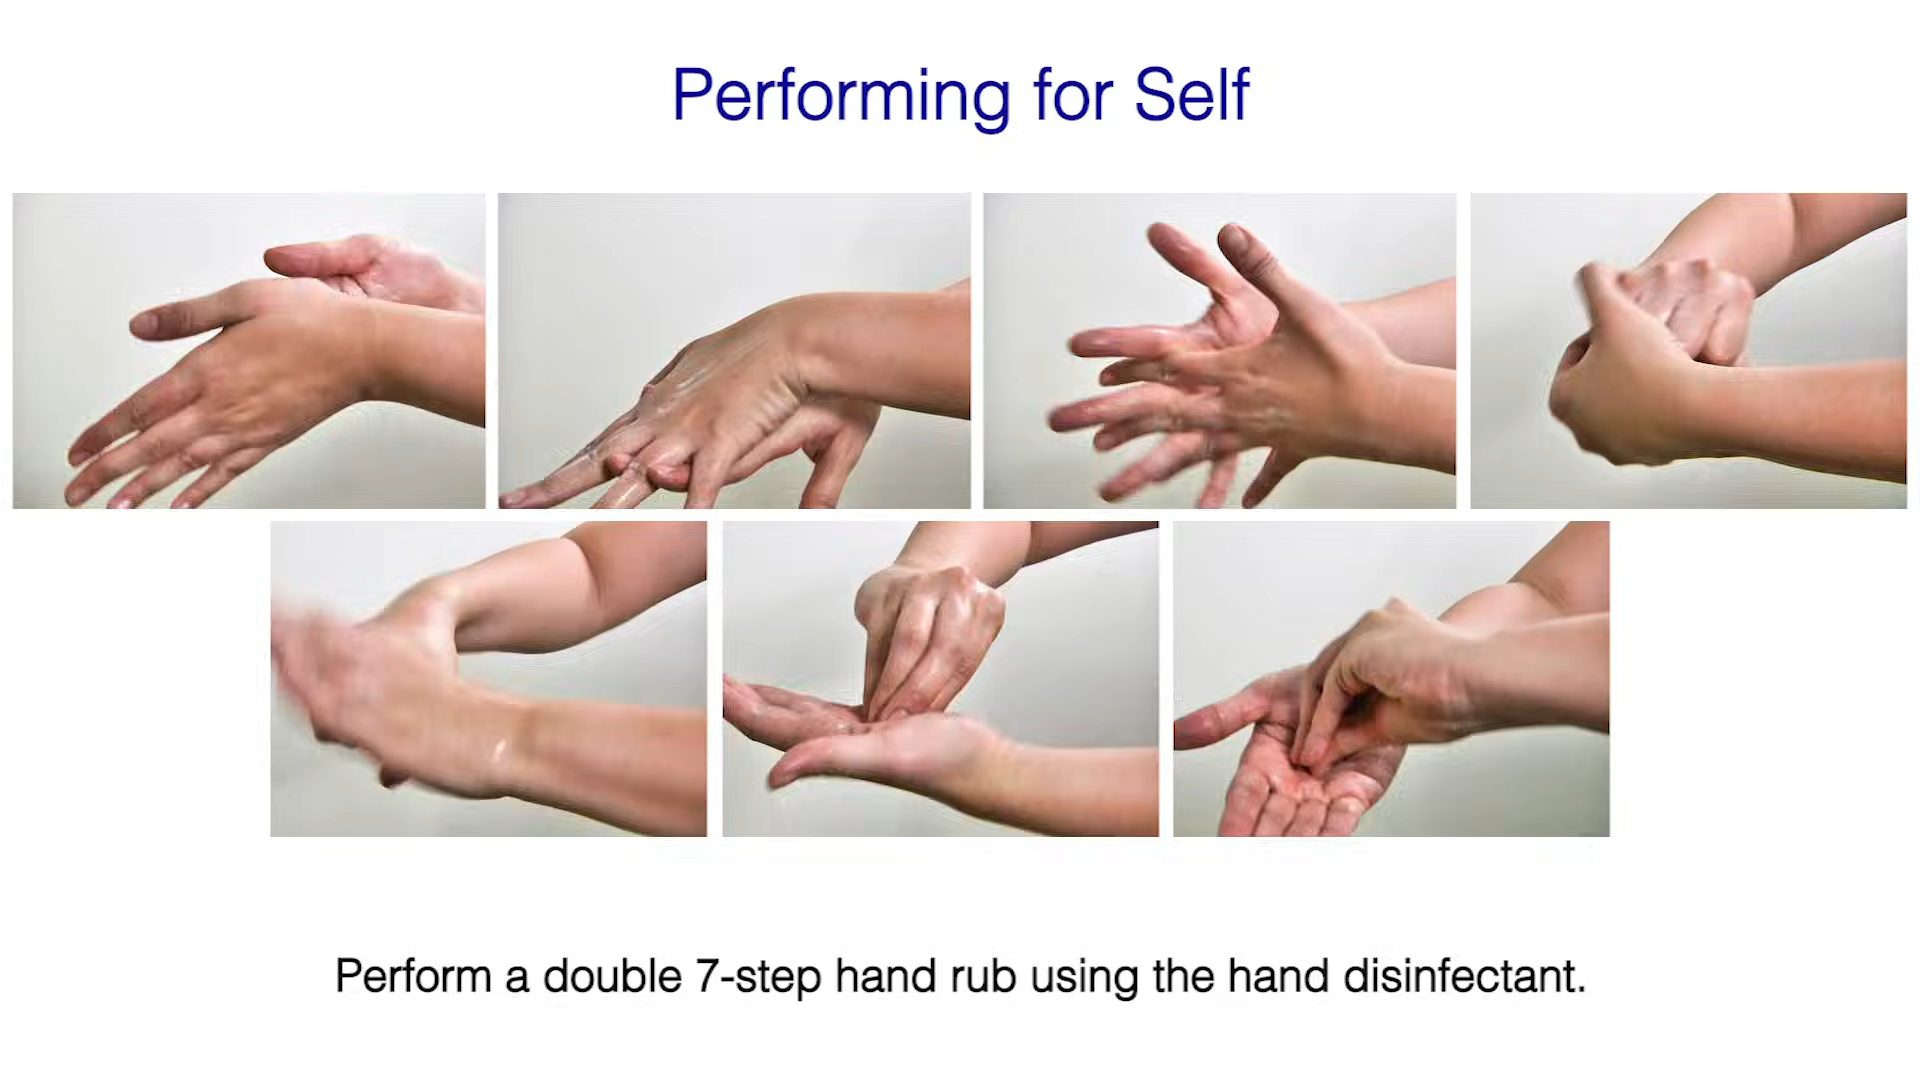 Performing for Self
Perform a double 7-step hand rub using the hand disinfectant.